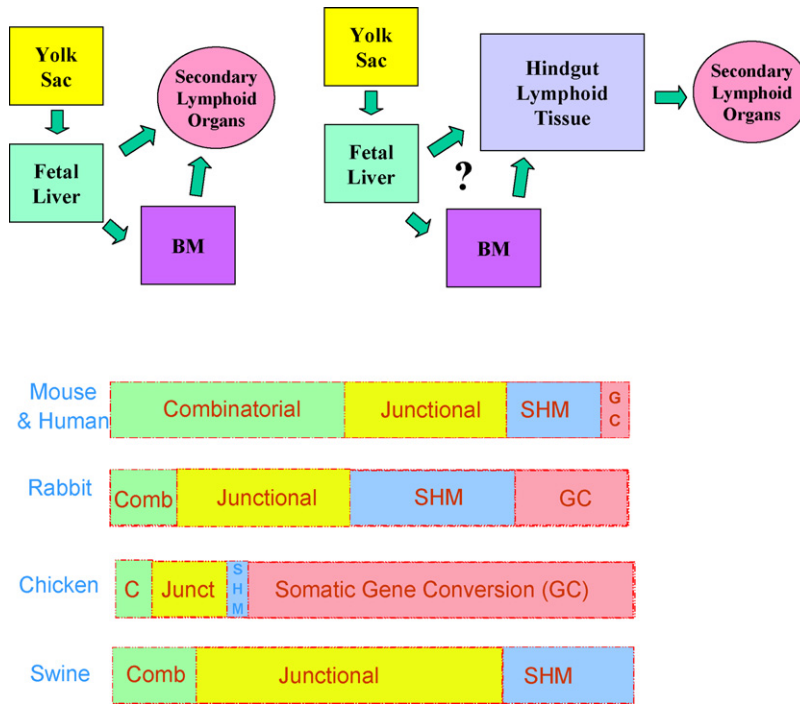 Yolk
Sac
Secondary
Lymphoid
Organs
Fetal
Liver
BM
Yolk
Sac
Hindgut
Lymphoid
Tissue
Secondary
Lymphoid
Organs
Fetal
Liver
?
BM
Mouse
& Human
Combinatorial
Junctional
SHM
G
C
Rabbit
Comb
Junctional
SHM
GC
Chicken
C
Junct
S
H
M
Somatic Gene Conversion (GC)
Swine
Comb
Junctional
SHM